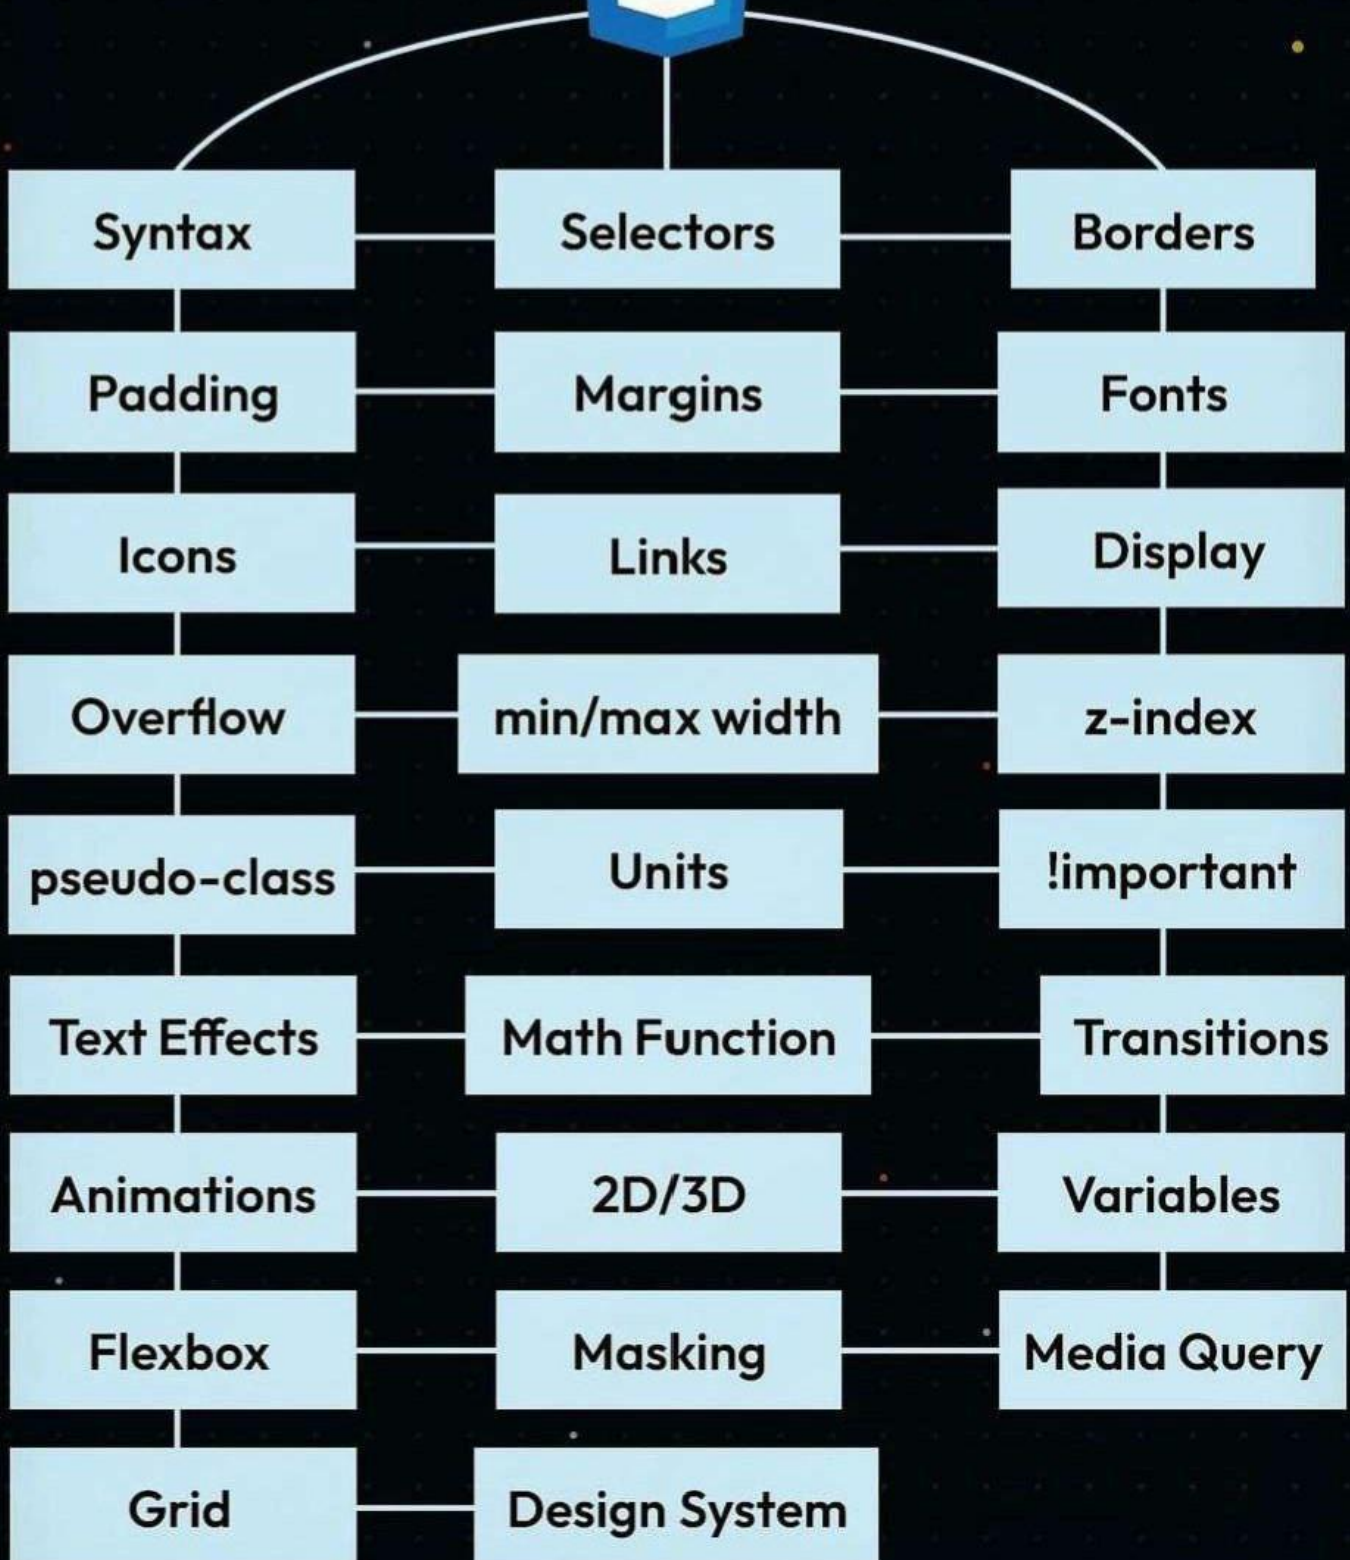 Syntax
Selectors
Borders
Padding
Margins
Fonts
Icons
Links
Display
Overflow
min/max width
z-index
pseudo-class
Units
!important
Text Effects
Math Function
Transitions
Animations
2D/3D
Variables
Flexbox
Masking
Media Query
Grid
Design System